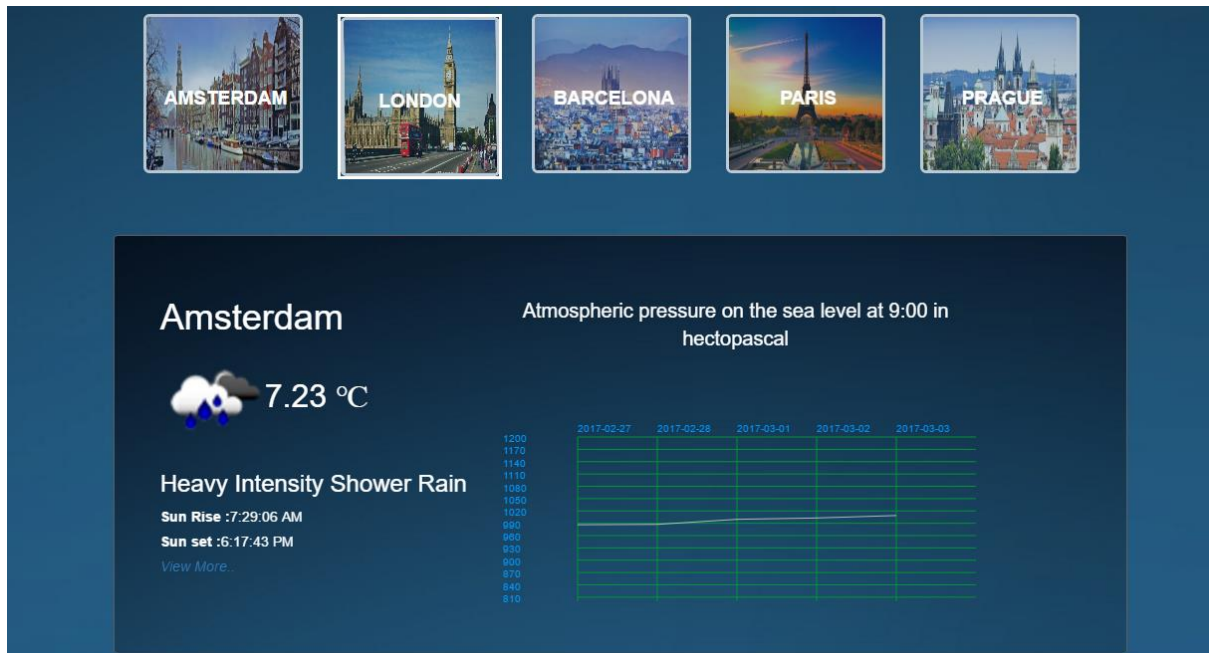 AMSTERDAM
LONDON
BARCELONA
PARIS
PRAGUE
Amsterdam
7.23 °C
Heavy Intensity Shower Rain
Sun Rise :7:29:06 AM
Sun set :6:17:43 PM
View More..
Atmospheric pressure on the sea level at 9:00 in
hectopascal
2017-02-27 2017-02-28 2017-03-01 2017-03-02 2017-03-03
1200
1170
1140
1110
1080
1050
1020
990
960
930
900
870
840
810